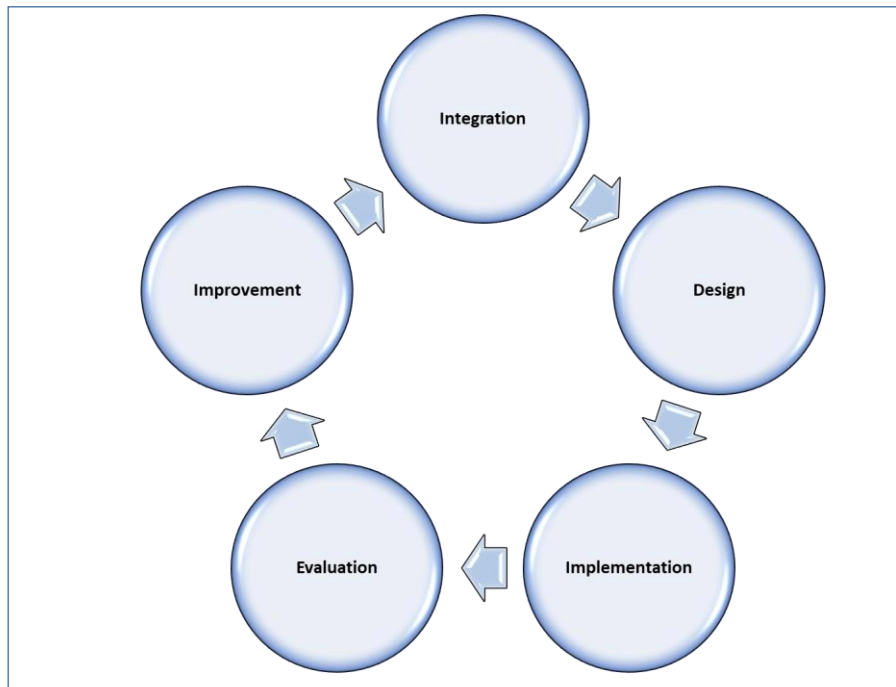 Integration
Design
Implementation
Evaluation
Improvement